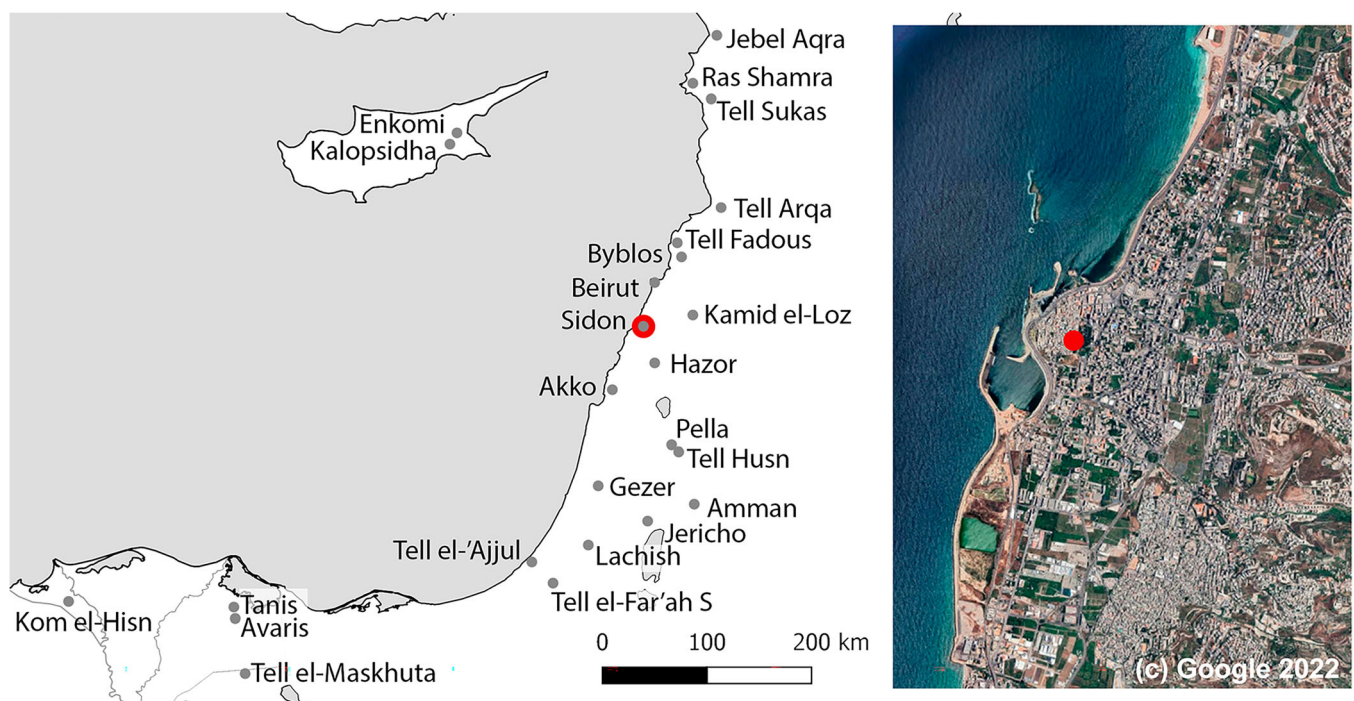 Jebel Aqra
Ras Shamra
Tell Sukas
Enkomi
Kalopsidha
Tell Arqa
Tell Fadous
Byblos
Beirut
Sidon
Kamid el-Loz
Hazor
Akko
Pella
Tell Husn
Gezer
Amman
Jericho
Tell el-’Ajjul
Lachish
Tell el-Far’ah S
Tanis
Kom el-Hisn
Avaris
0 100 200 km
Tell el-Maskhuta
(c) Google 2022